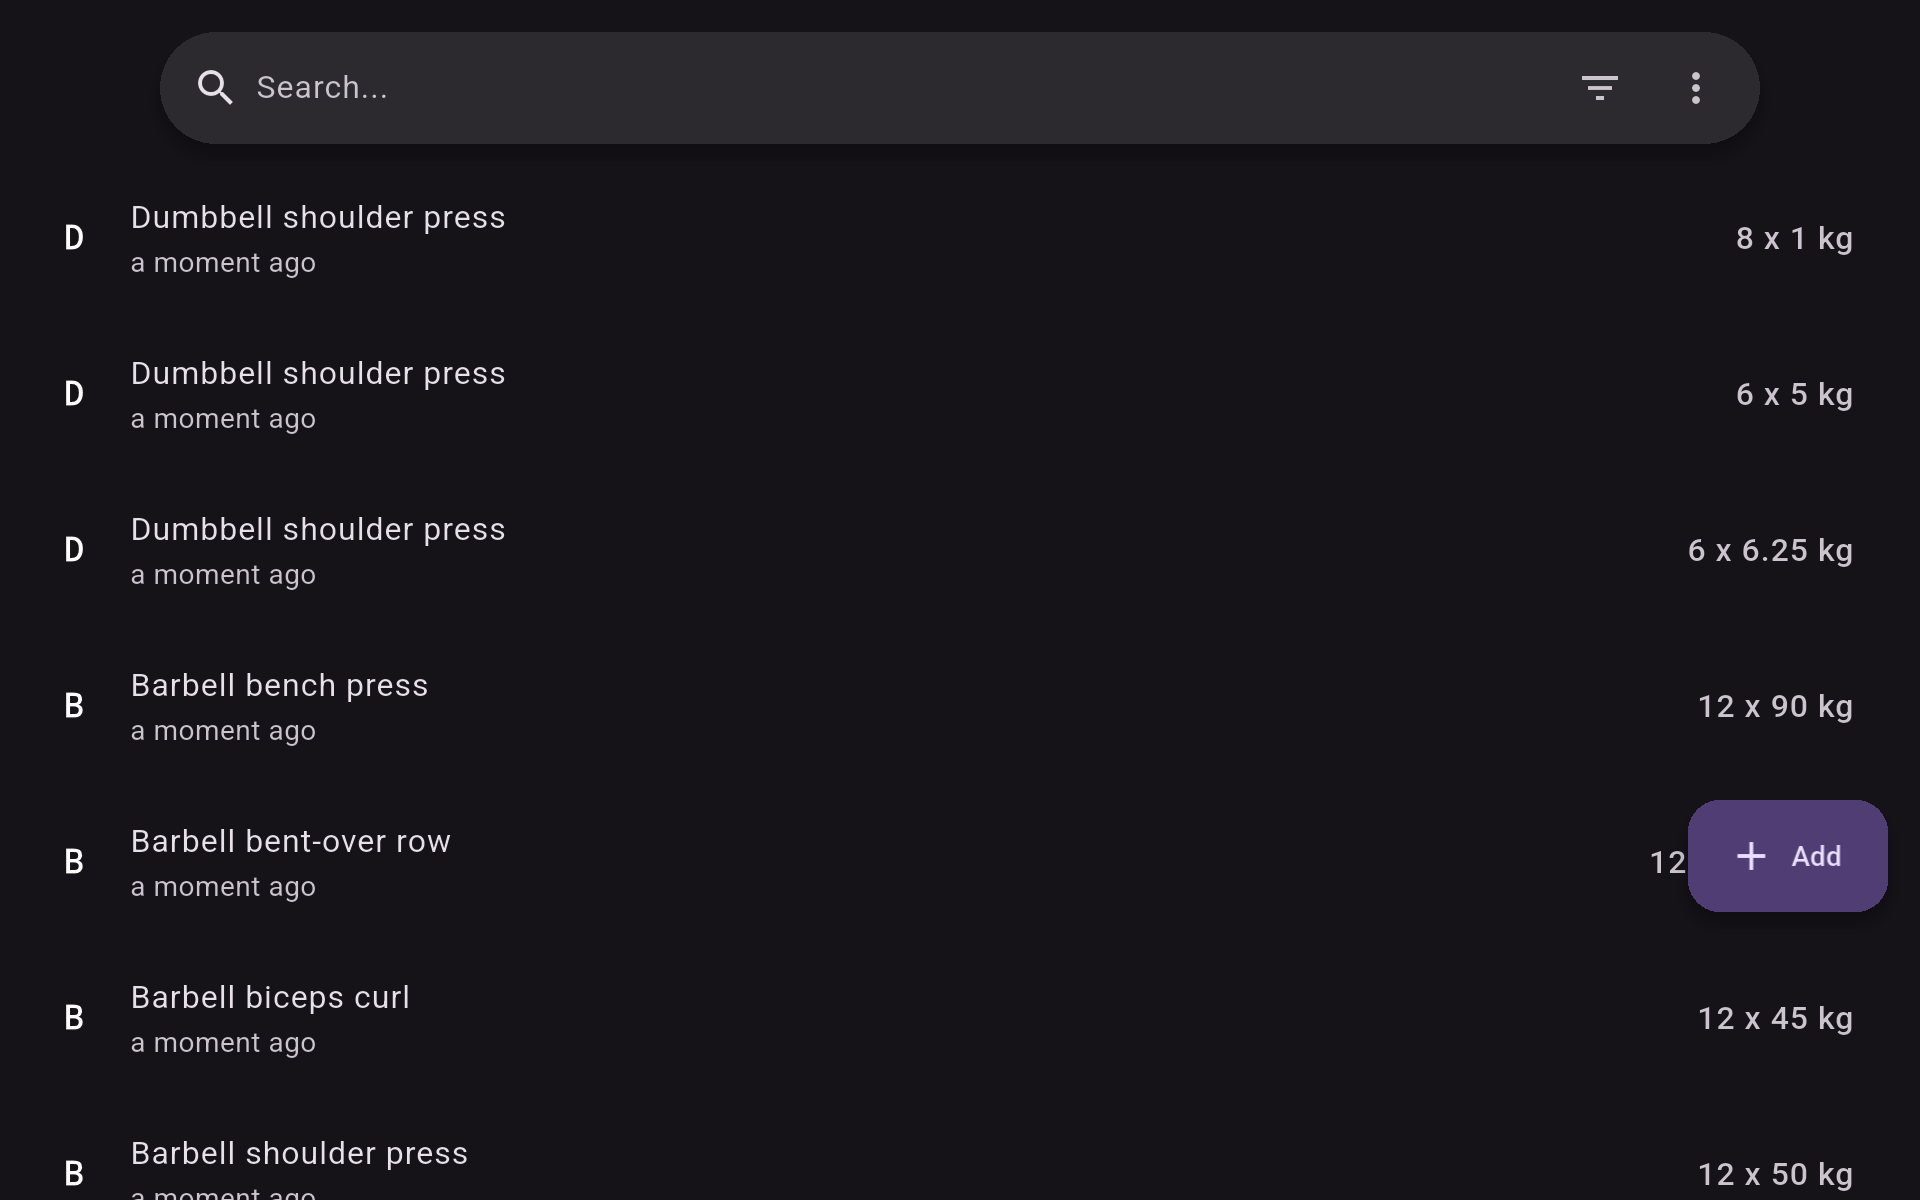 Search...
D
Dumbbell shoulder press
a moment ago
8 x 1 kg
D
Dumbbell shoulder press
a moment ago
6 x 5 kg
D
Dumbbell shoulder press
a moment ago
6 x 6.25 kg
B
Barbell bench press
a moment ago
12 x 90 kg
B
Barbell bent-over row
a moment ago
12
Add
B
Barbell biceps curl
a moment ago
12 x 45 kg
B
Barbell shoulder press
a moment ago
12 x 50 kg